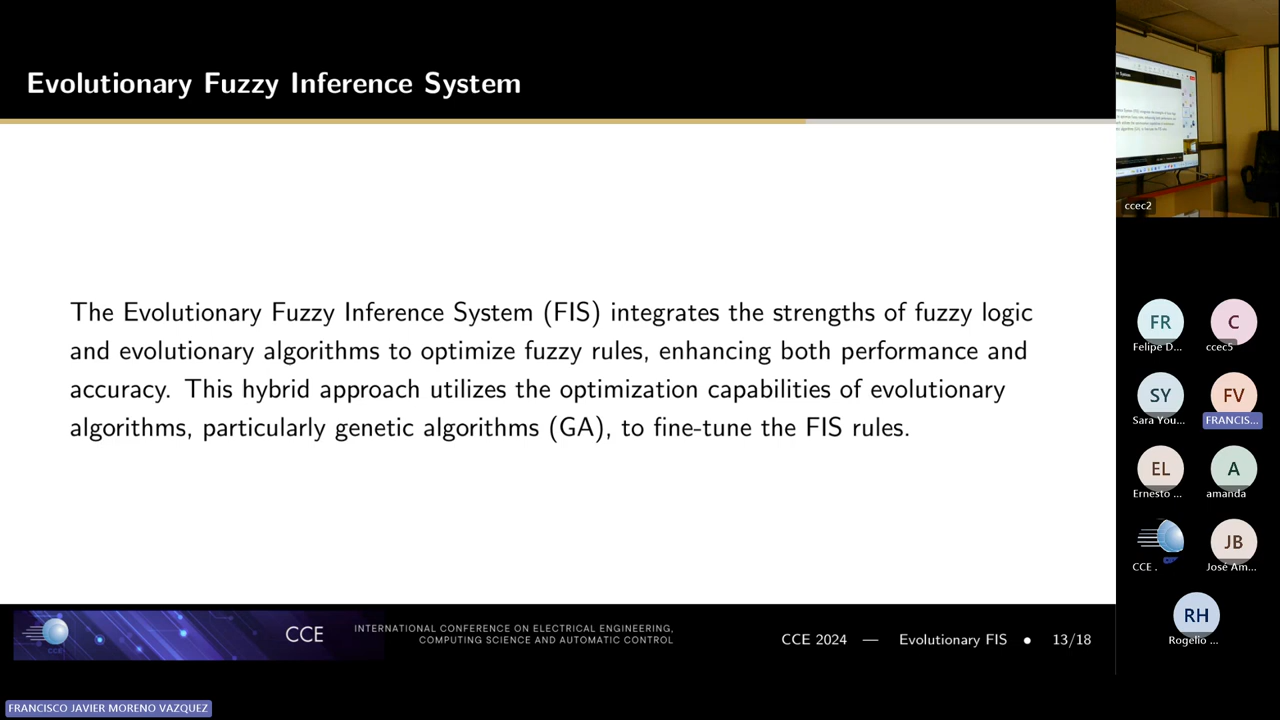 Evolutionary Fuzzy Inference System
The Evolutionary Fuzzy Inference System (FIS) integrates the strengths of fuzzy logic
and evolutionary algorithms to optimize fuzzy rules, enhancing both performance and
accuracy. This hybrid approach utilizes the optimization capabilities of evolutionary
algorithms, particularly genetic algorithms (GA), to fine-tune the FIS rules.
CCE
INTERNATIONAL CONFERENCE ON ELECTRICAL ENGINEERING,
COMPUTING SCIENCE AND AUTOMATIC CONTROL
CCE 2024 — Evolutionary FIS • 13/18
FRANCISCO JAVIER MORENO VAZQUEZ
ccec2
FR
Felipe D...
C
ccec5
SY
Sara You...
FV
FRANCIS...
EL
Ernesto ...
A
amanda
CCE .
JB
José Am...
RH
Rogelio ...